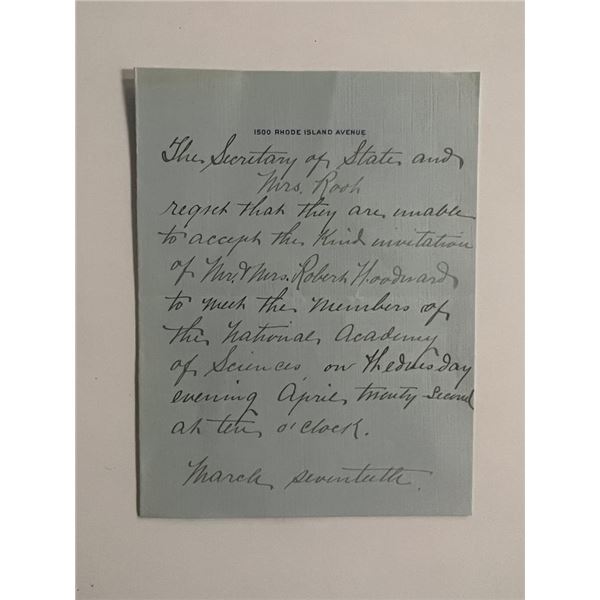 1500 RHODE ISLAND AVENUE
The Secretary of State and
Mrs. Root
regret that they are unable
to accept the kind invitation
of Mr. & Mrs. Robert Woodward
to meet the members of
the National Academy
of Sciences, on Wednesday
evening April twenty-second
at ten o'clock.
March seventeeth.